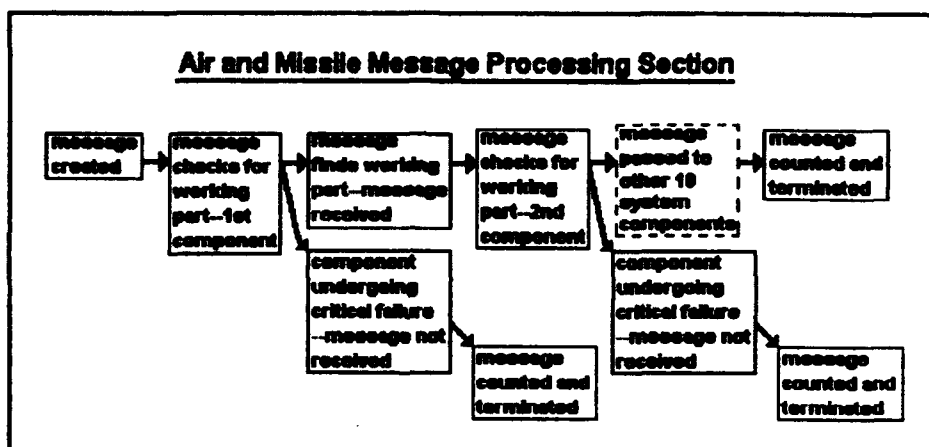 Air and Missile Message Processing Section
message
created
message
checks for
working
part--1st
component
message
finds working
part--message
received
message
checks for
working
part--2nd
component
message
passed to
other 19
system
components
message
counted and
terminated
component
undergoing
critical failure
--message not
received
component
undergoing
critical failure
--message not
received
message
counted and
terminated
message
counted and
terminated